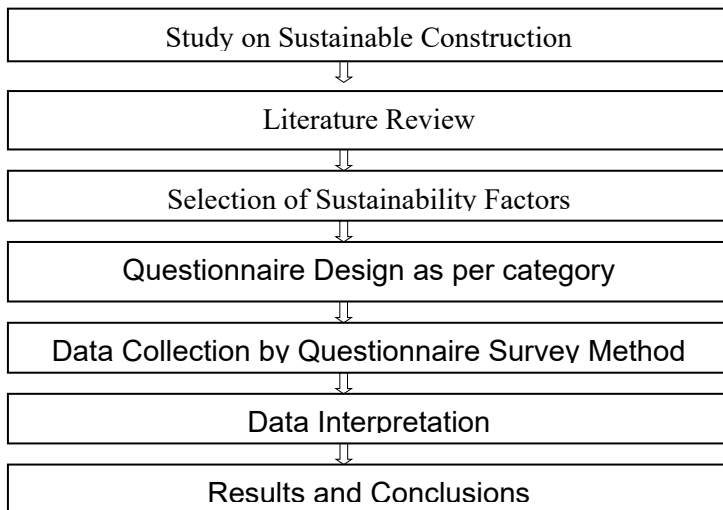 Study on Sustainable Construction
Literature Review
Selection of Sustainability Factors
Questionnaire Design as per category
Data Collection by Questionnaire Survey Method
Data Interpretation
Results and Conclusions